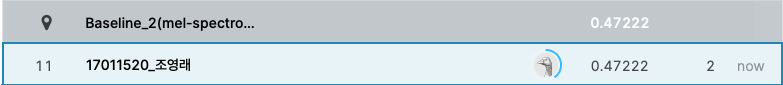 Baseline_2(mel-spectro... 0.47222
11 17011520_조영래 0.47222 2 now